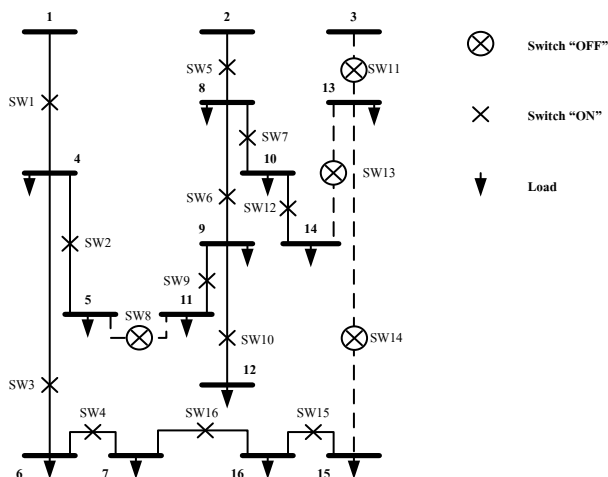 1 2 3
SW5 SW11 Switch “OFF”
8 13
SW1 SW7 Switch “ON”
4 10
SW13
SW6 SW12 Load
9 14
SW2
SW9
5 11
SW8
SW10 SW14
12
SW3
SW4 SW16 SW15
6 7 16 15